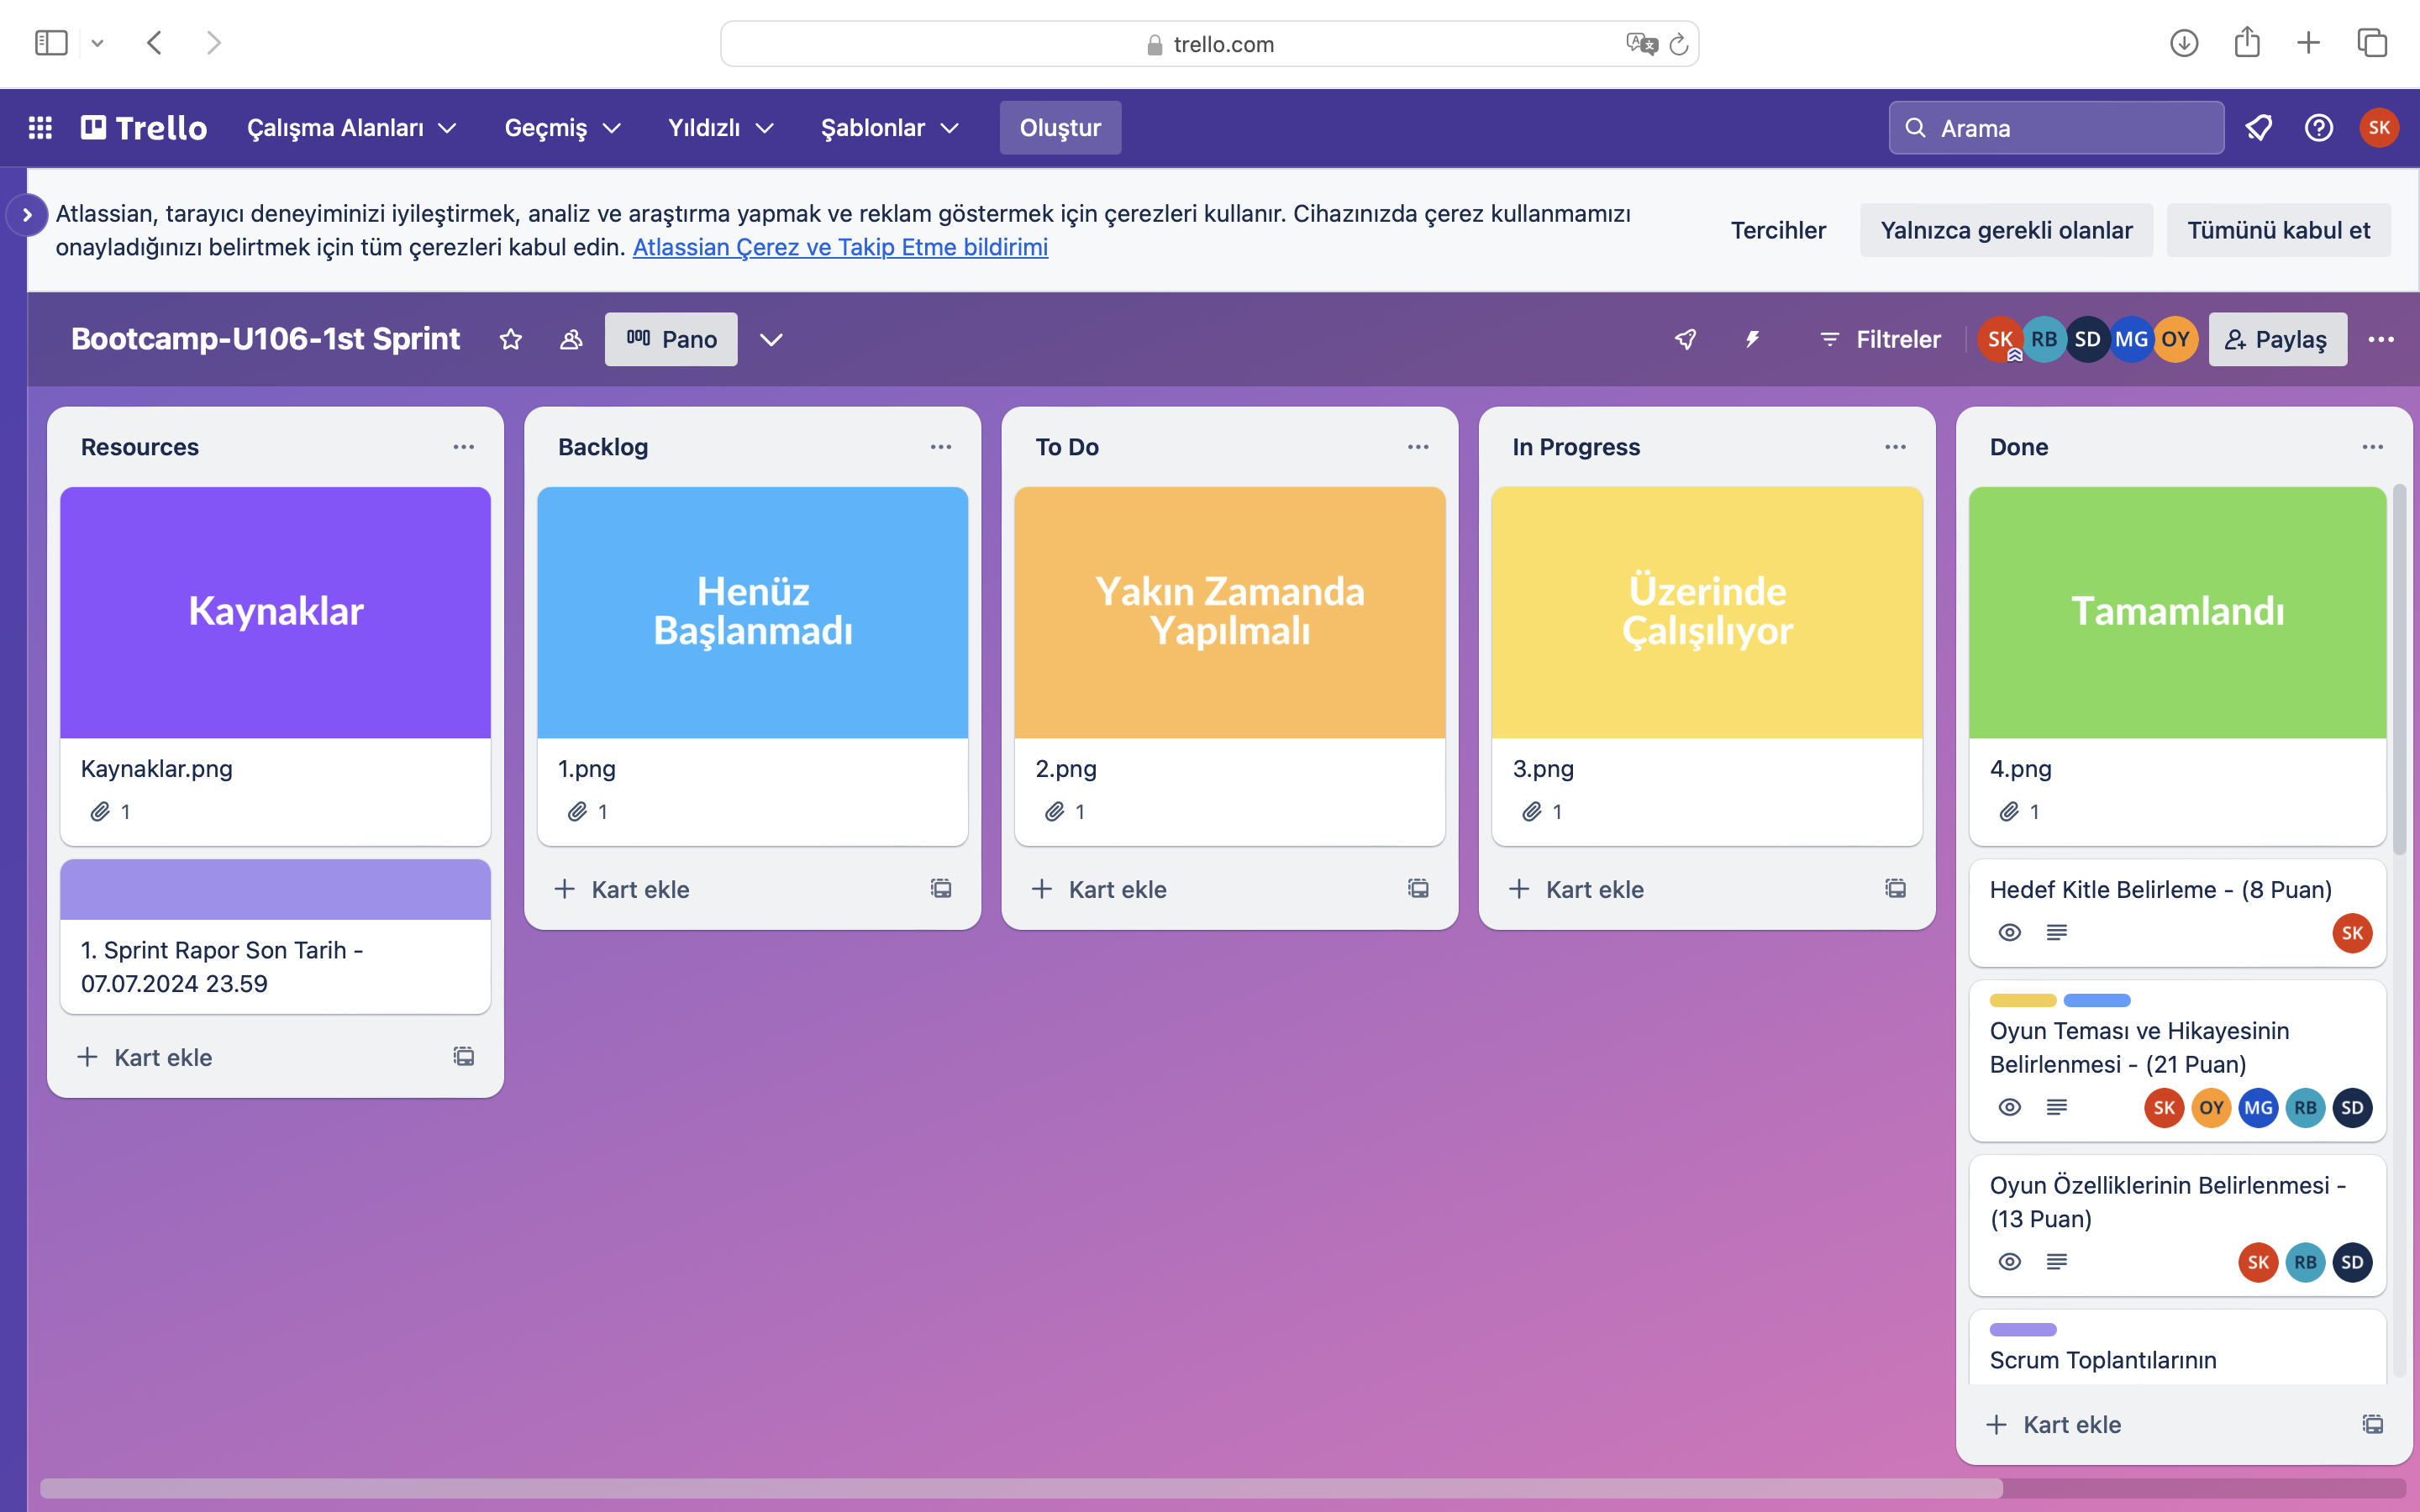 trello.com
Trello
Çalışma Alanları
Geçmiş
Yıldızlı
Şablonlar
Oluştur
Arama
SK
Atlassian, tarayıcı deneyiminizi iyileştirmek, analiz ve araştırma yapmak ve reklam göstermek için çerezleri kullanır. Cihazınızda çerez kullanmamızı
onayladığınızı belirtmek için tüm çerezleri kabul edin. Atlassian Çerez ve Takip Etme bildirimi
Tercihler
Yalnızca gerekli olanlar
Tümünü kabul et
Bootcamp-U106-1st Sprint
Pano
Filtreler
SK
RB
SD
MG
OY
Paylaş
Resources
Kaynaklar
Kaynaklar.png
1
1. Sprint Rapor Son Tarih -
07.07.2024 23.59
Kart ekle
Backlog
Henüz
Başlanmadı
1.png
1
Kart ekle
To Do
Yakın Zamanda
Yapılmalı
2.png
1
Kart ekle
In Progress
Üzerinde
Çalışılıyor
3.png
1
Kart ekle
Done
Tamamlandı
4.png
1
Hedef Kitle Belirleme - (8 Puan)
SK
Oyun Teması ve Hikayesinin
Belirlenmesi - (21 Puan)
SK
OY
MG
RB
SD
Oyun Özelliklerinin Belirlenmesi -
(13 Puan)
SK
RB
SD
Scrum Toplantılarının
Kart ekle